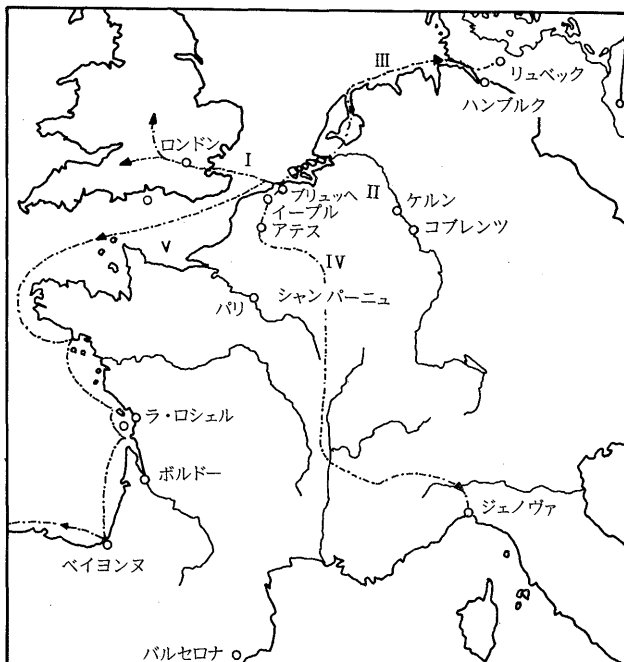 III
リュベック
ハンブルク
ロンドン
I
ブリュッヘ
II
イープル
ケルン
アテス
コブレンツ
V
IV
パリ
シャンパーニュ
ラ・ロシェル
ボルドー
ジェノヴァ
ベイヨンヌ
バルセロナ